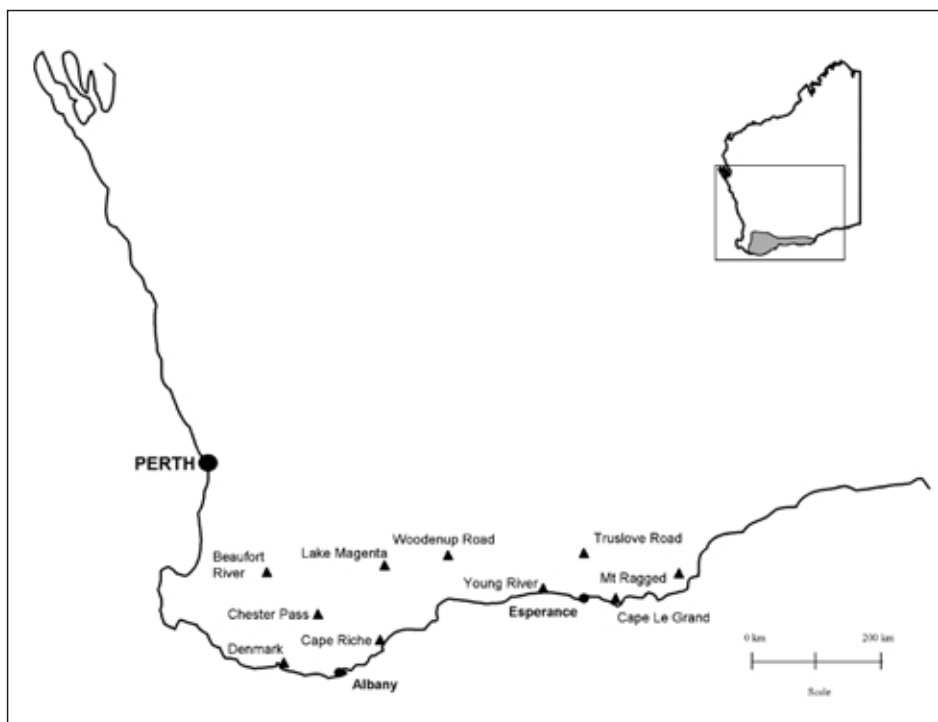 PERTH
Woodenup Road
Truslove Road
Lake Magenta
Beaufort
River
Young River
Mt Ragged
Esperance
Cape Le Grand
Chester Pass
Cape Riche
Denmark
Albany
0 km 200 km
Scale